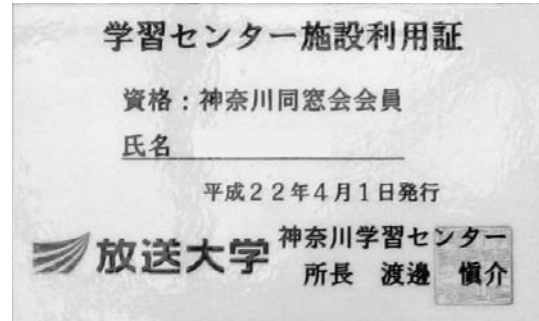 学習センター施設利用証
資格：神奈川同窓会会員
氏名
平成２２年４月１日発行
放送大学
神奈川学習センター
所長 渡邊 愼介